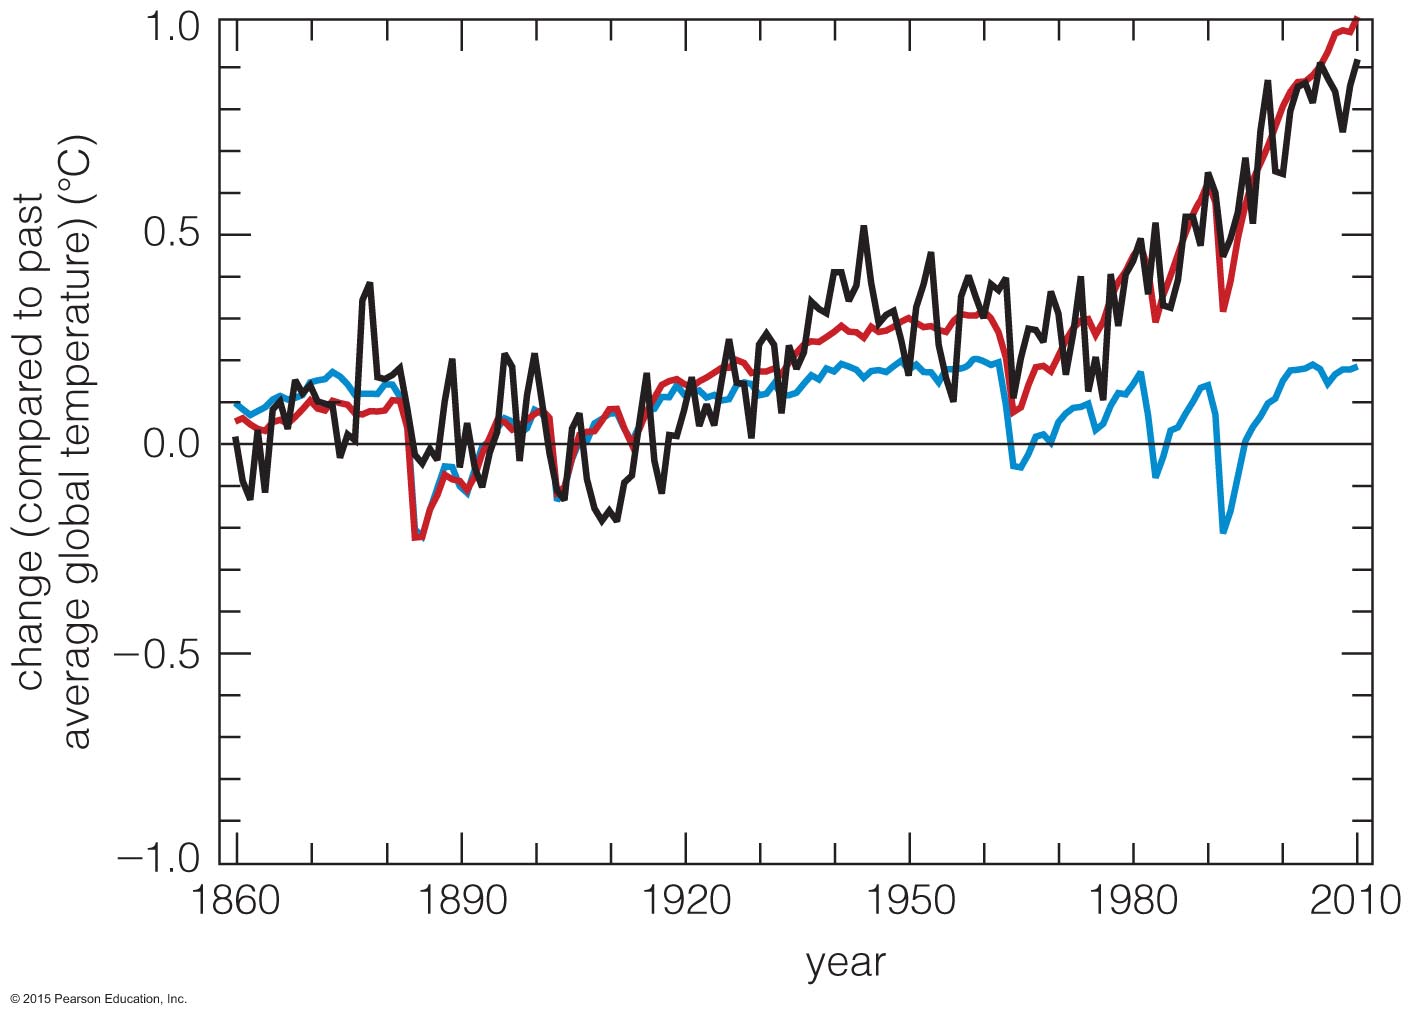 change (compared to past
average global temperature) (°C)
1.0
0.5
0.0
−0.5
−1.0
1860 1890 1920 1950 1980 2010
year
© 2015 Pearson Education, Inc.